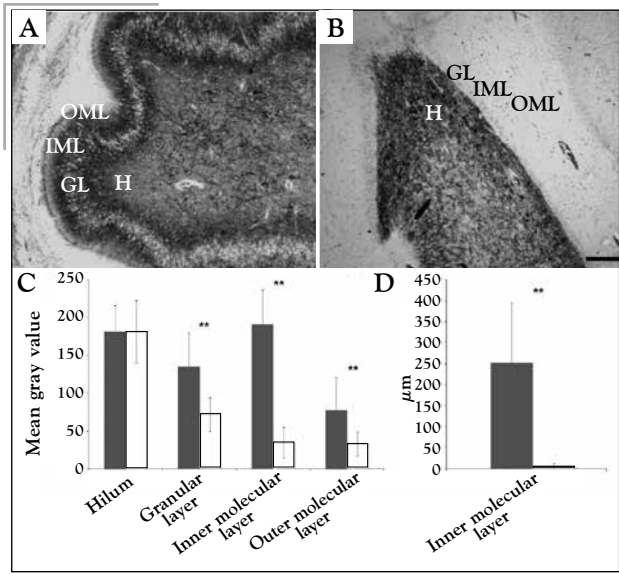 A
OML
IML
GL
H
B
GL
IML
OML
H
C
Mean gray value
250
200
150
100
50
0
**
**
**
Hilum
Granular
layer
Inner molecular
layer
Outer molecular
layer
D
µm
450
400
350
300
250
200
150
100
50
0
**
Inner molecular
layer